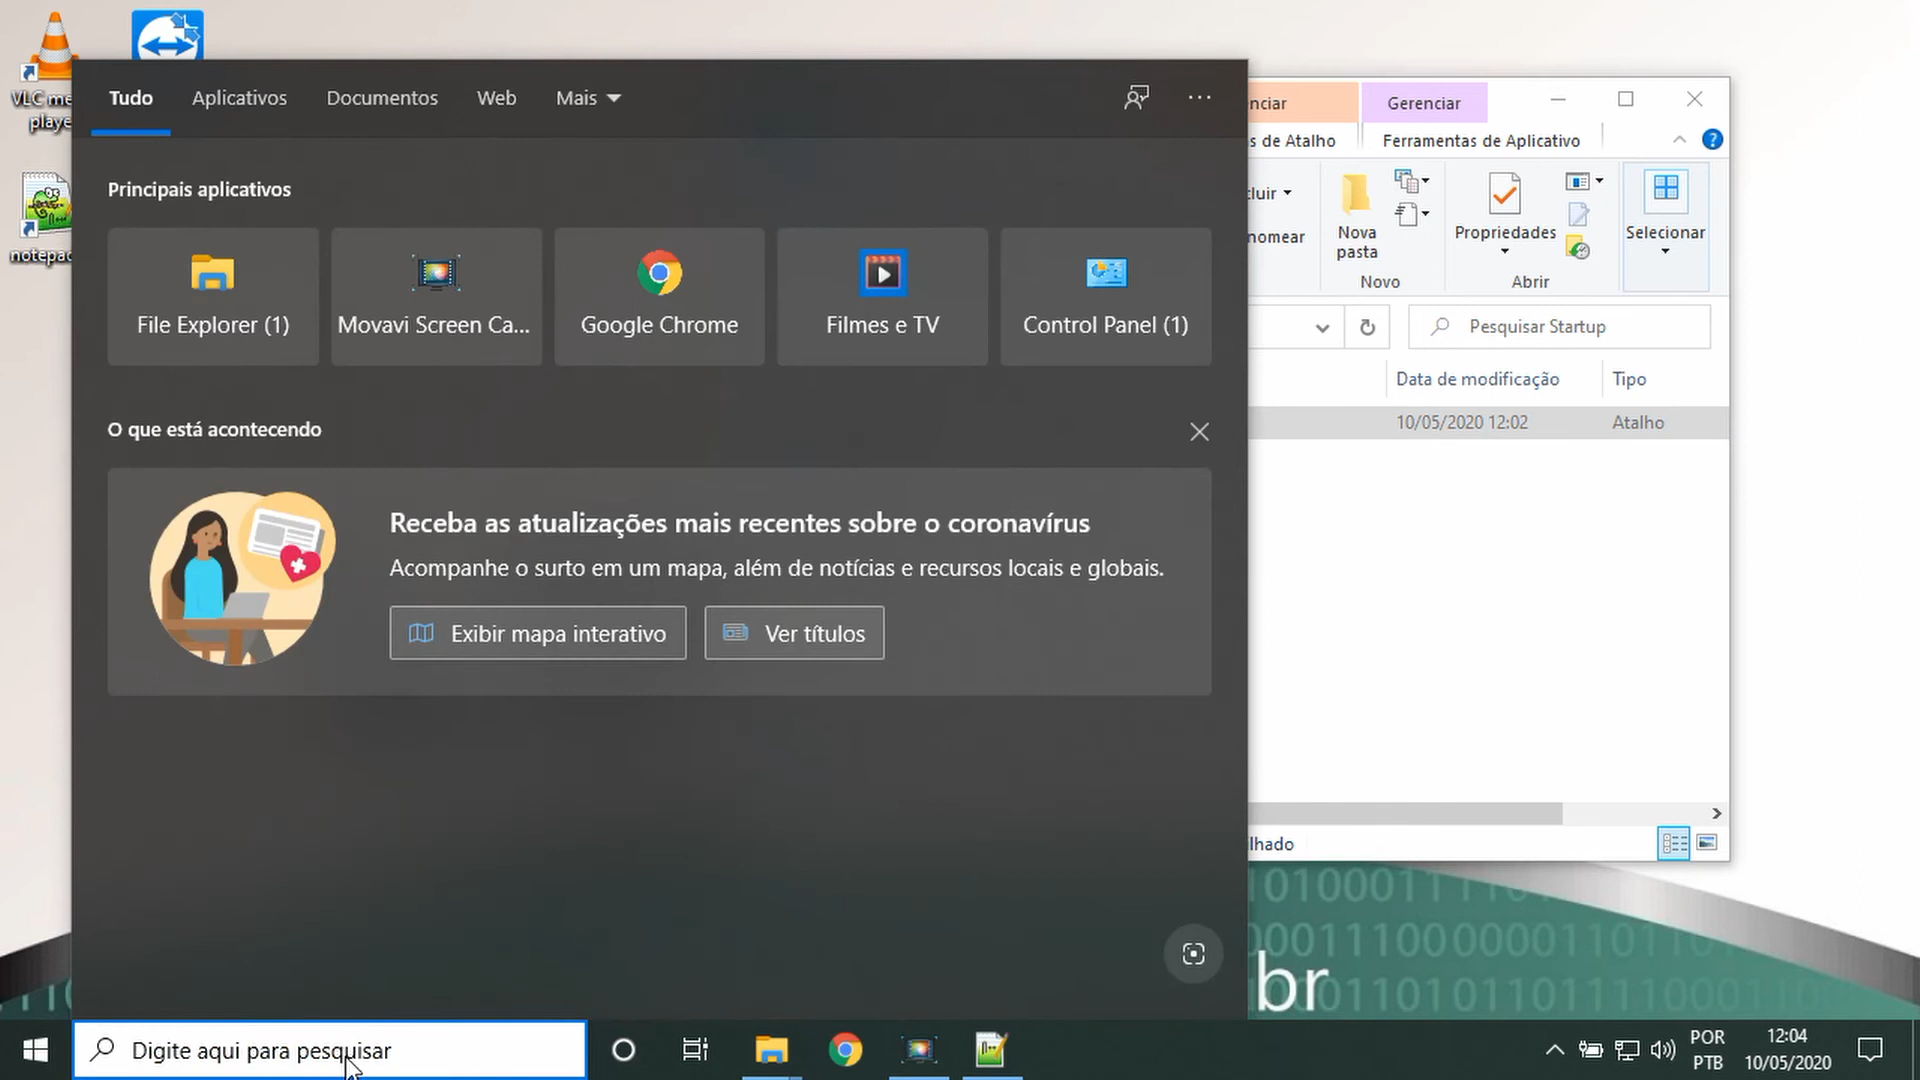 VLC me
playe
notepad
Tudo
Aplicativos
Documentos
Web
Mais
Principais aplicativos
File Explorer (1)
Movavi Screen Ca...
Google Chrome
Filmes e TV
Control Panel (1)
O que está acontecendo
Receba as atualizações mais recentes sobre o coronavírus
Acompanhe o surto em um mapa, além de notícias e recursos locais e globais.
Exibir mapa interativo
Ver títulos
nciar
Gerenciar
s de Atalho
Ferramentas de Aplicativo
luir
nomear
Nova
pasta
Novo
Propriedades
Abrir
Selecionar
Pesquisar Startup
Data de modificação
Tipo
10/05/2020 12:02
Atalho
lhado
br
Digite aqui para pesquisar
POR
PTB
12:04
10/05/2020